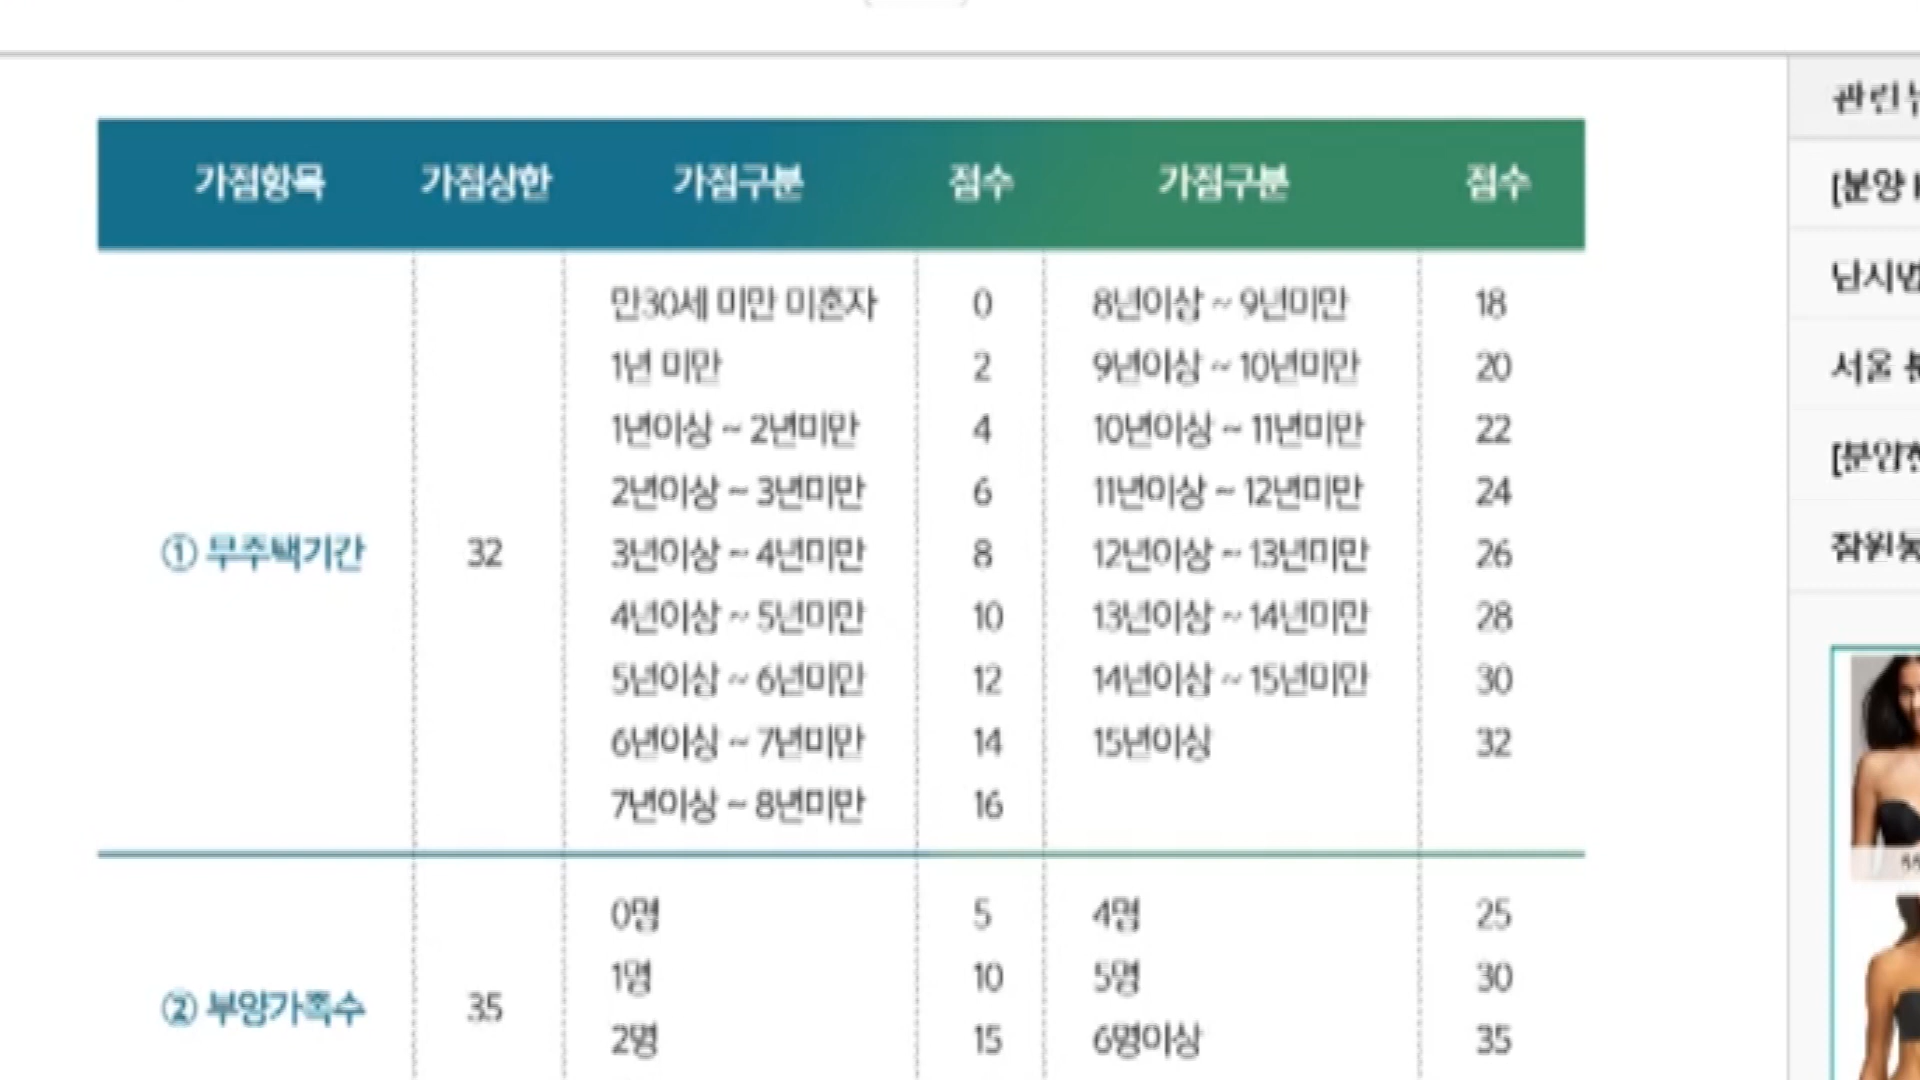 가점항목 가점상한 가점구분 점수 가점구분 점수
만30세 미만 미혼자 0 8년이상 ~ 9년미만 18
1년 미만 2 9년이상 ~ 10년미만 20
1년이상 ~ 2년미만 4 10년이상 ~ 11년미만 22
2년이상 ~ 3년미만 6 11년이상 ~ 12년미만 24
① 무주택기간 32 3년이상 ~ 4년미만 8 12년이상 ~ 13년미만 26
4년이상 ~ 5년미만 10 13년이상 ~ 14년미만 28
5년이상 ~ 6년미만 12 14년이상 ~ 15년미만 30
6년이상 ~ 7년미만 14 15년이상 32
7년이상 ~ 8년미만 16
0명 5 4명 25
1명 10 5명 30
② 부양가족수 35
2명 15 6명이상 35
관련
[분양
서울